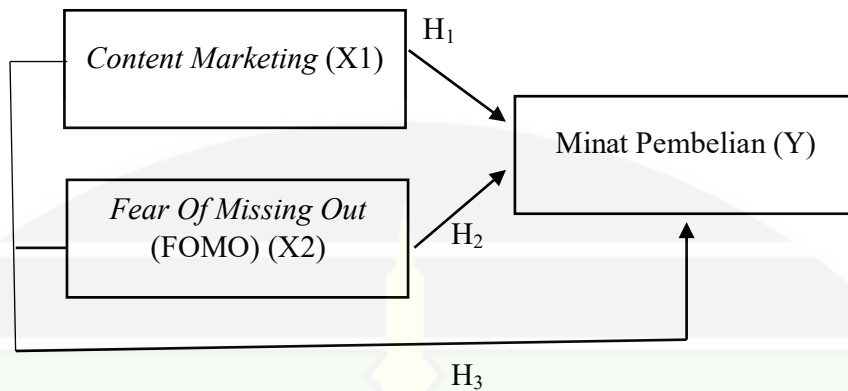 H₁
Content Marketing (X1)
Minat Pembelian (Y)
Fear Of Missing Out
(FOMO) (X2)
H₂
H₃